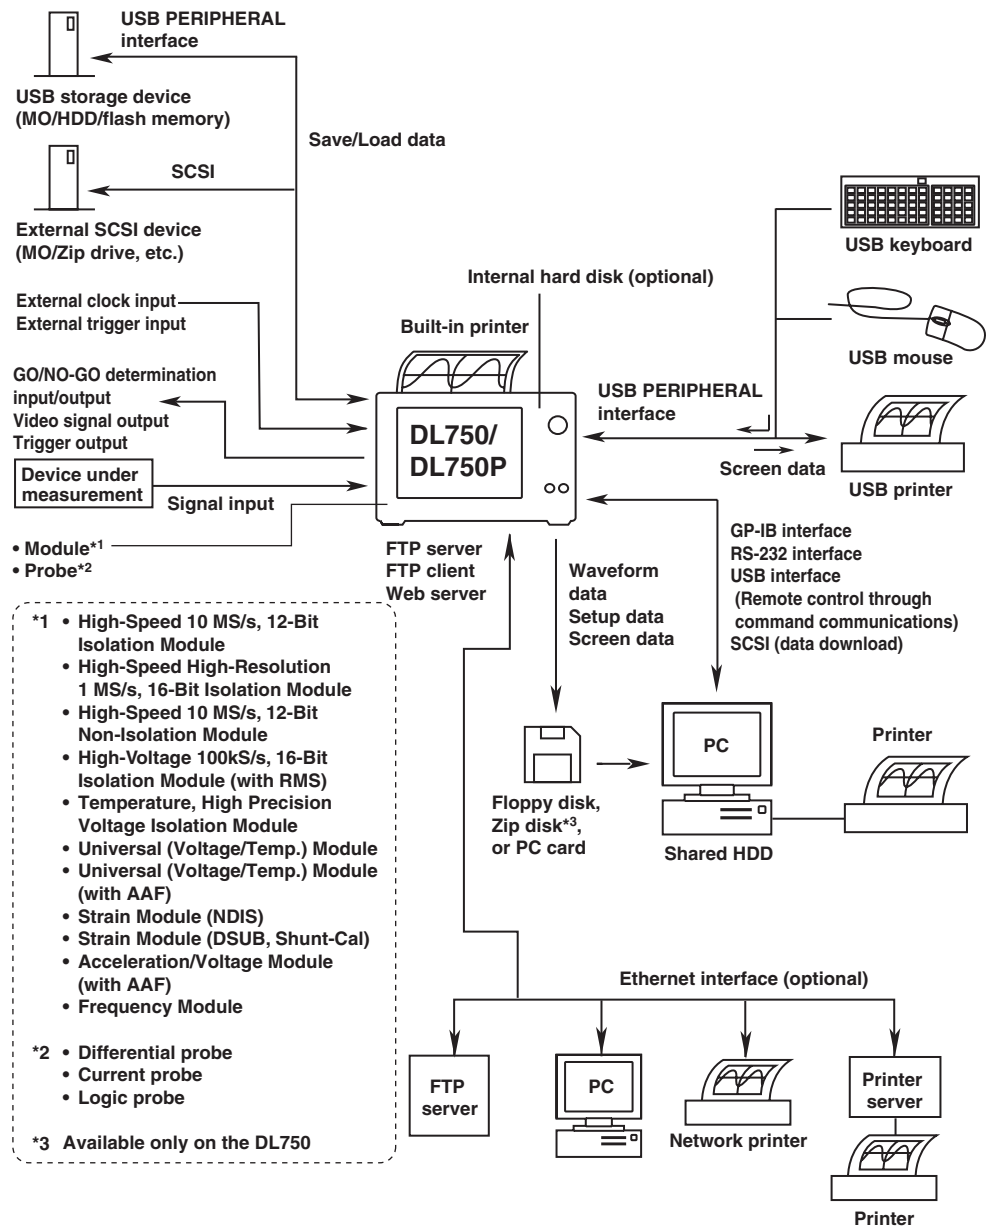 USB PERIPHERAL
interface
USB storage device
(MO/HDD/flash memory)
Save/Load data
SCSI
External SCSI device
(MO/Zip drive, etc.)
USB keyboard
Internal hard disk (optional)
External clock input
External trigger input
Built-in printer
USB mouse
GO/NO-GO determination
input/output
Video signal output
Trigger output
USB PERIPHERAL
interface
DL750/
DL750P
Screen data
USB printer
Device under
measurement
Signal input
• Module*1
• Probe*2
FTP server
FTP client
Web server
Waveform
data
Setup data
Screen data
GP-IB interface
RS-232 interface
USB interface
(Remote control through
command communications)
SCSI (data download)
*1 • High-Speed 10 MS/s, 12-Bit
Isolation Module
• High-Speed High-Resolution
1 MS/s, 16-Bit Isolation Module
• High-Speed 10 MS/s, 12-Bit
Non-Isolation Module
• High-Voltage 100kS/s, 16-Bit
Isolation Module (with RMS)
• Temperature, High Precision
Voltage Isolation Module
• Universal (Voltage/Temp.) Module
• Universal (Voltage/Temp.) Module
(with AAF)
• Strain Module (NDIS)
• Strain Module (DSUB, Shunt-Cal)
• Acceleration/Voltage Module
(with AAF)
• Frequency Module
*2 • Differential probe
• Current probe
• Logic probe
*3 Available only on the DL750
PC
Printer
Floppy disk,
Zip disk*3,
or PC card
Shared HDD
Ethernet interface (optional)
FTP
server
PC
Network printer
Printer
server
Printer